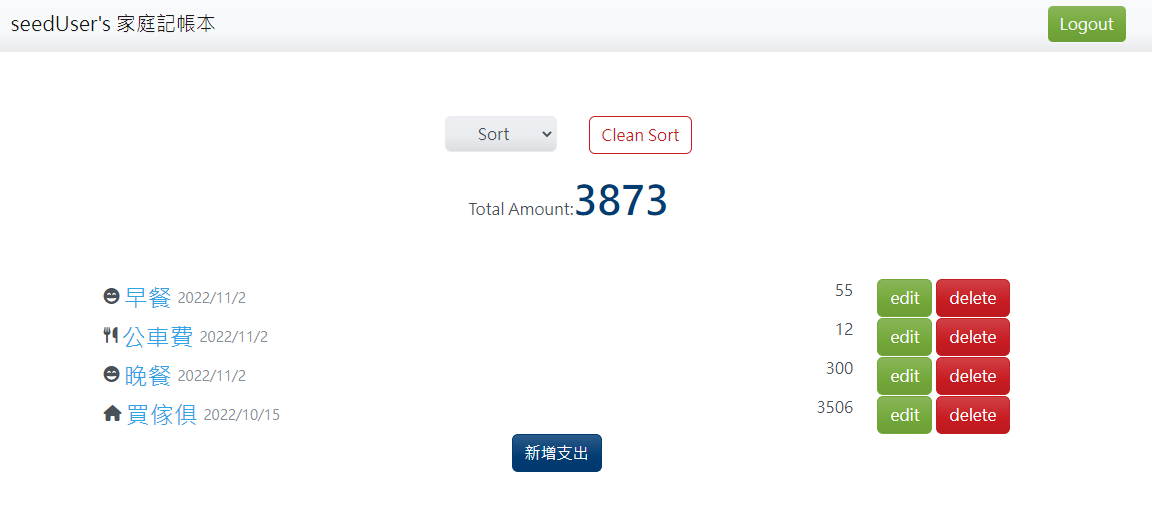 seedUser's 家庭記帳本 Logout
Sort Clean Sort
Total Amount:3873
早餐 2022/11/2 55 edit delete
公車費 2022/11/2 12 edit delete
晚餐 2022/11/2 300 edit delete
買傢俱 2022/10/15 3506 edit delete
新增支出